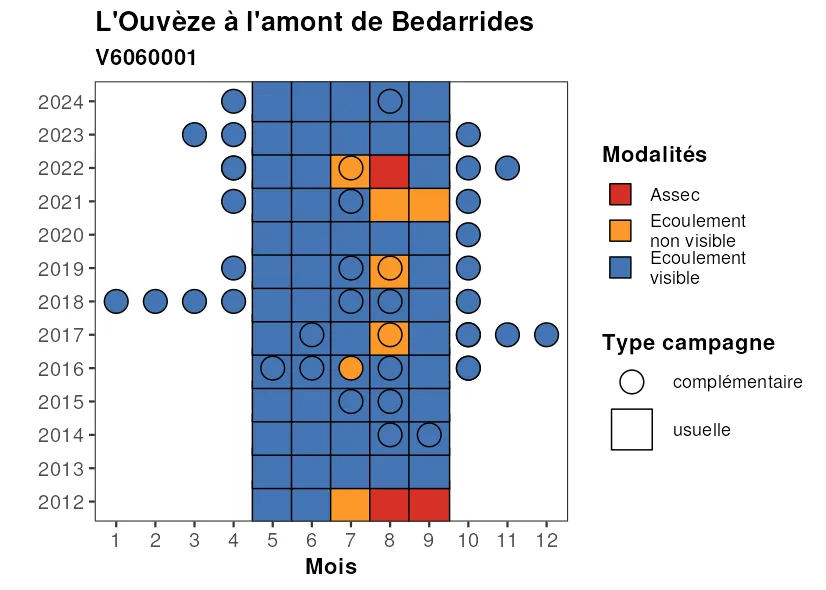 L'Ouvèze à l'amont de Bedarrides
V6060001
2024
2023
2022
2021
2020
2019
2018
2017
2016
2015
2014
2013
2012
1 2 3 4 5 6 7 8 9 10 11 12
Mois
Modalités
Assec
Ecoulement
non visible
Ecoulement
visible
Type campagne
complémentaire
usuelle